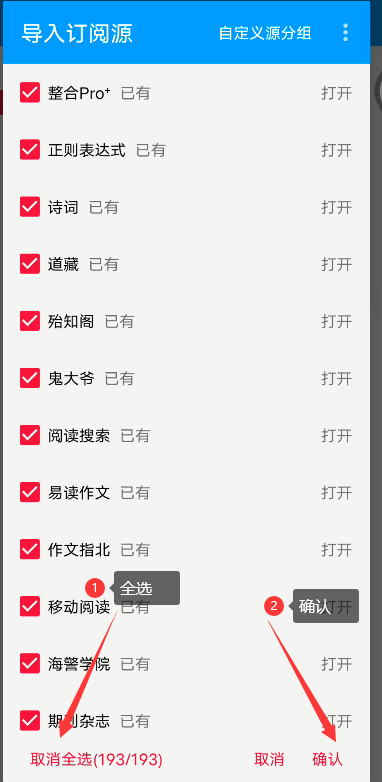 导入订阅源 自定义源分组
整合Pro⁺ 已有 打开
正则表达式 已有 打开
诗词 已有 打开
道藏 已有 打开
殆知阁 已有 打开
鬼大爷 已有 打开
阅读搜索 已有 打开
易读作文 已有 打开
作文指北 已有 打开
1 全选
移动阅读 已有 打开
2 确认
海警学院 已有 打开
期刊杂志 已有 打开
取消全选(193/193) 取消 确认